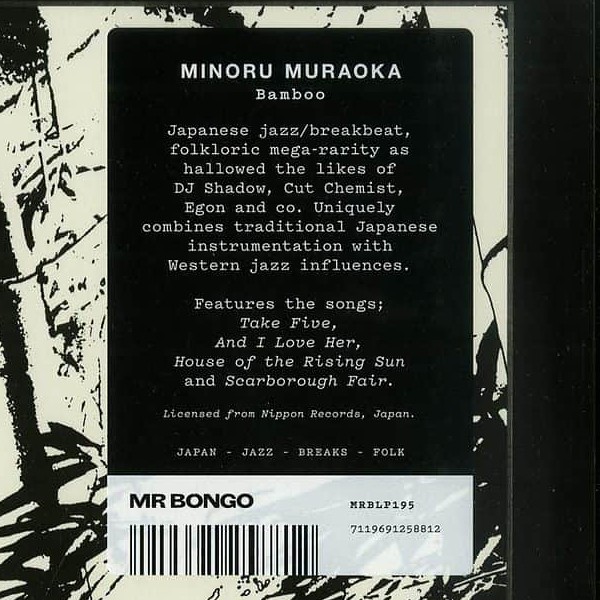 MINORU MURAOKA
Bamboo
Japanese jazz/breakbeat,
folkloric mega-rarity as
hallowed the likes of
DJ Shadow, Cut Chemist,
Egon and co. Uniquely
combines traditional Japanese
instrumentation with
Western jazz influences.
Features the songs;
Take Five,
And I Love Her,
House of the Rising Sun
and Scarborough Fair.
Licensed from Nippon Records, Japan.
JAPAN - JAZZ - BREAKS - FOLK
MR BONGO
MRBLP195
7119691258812